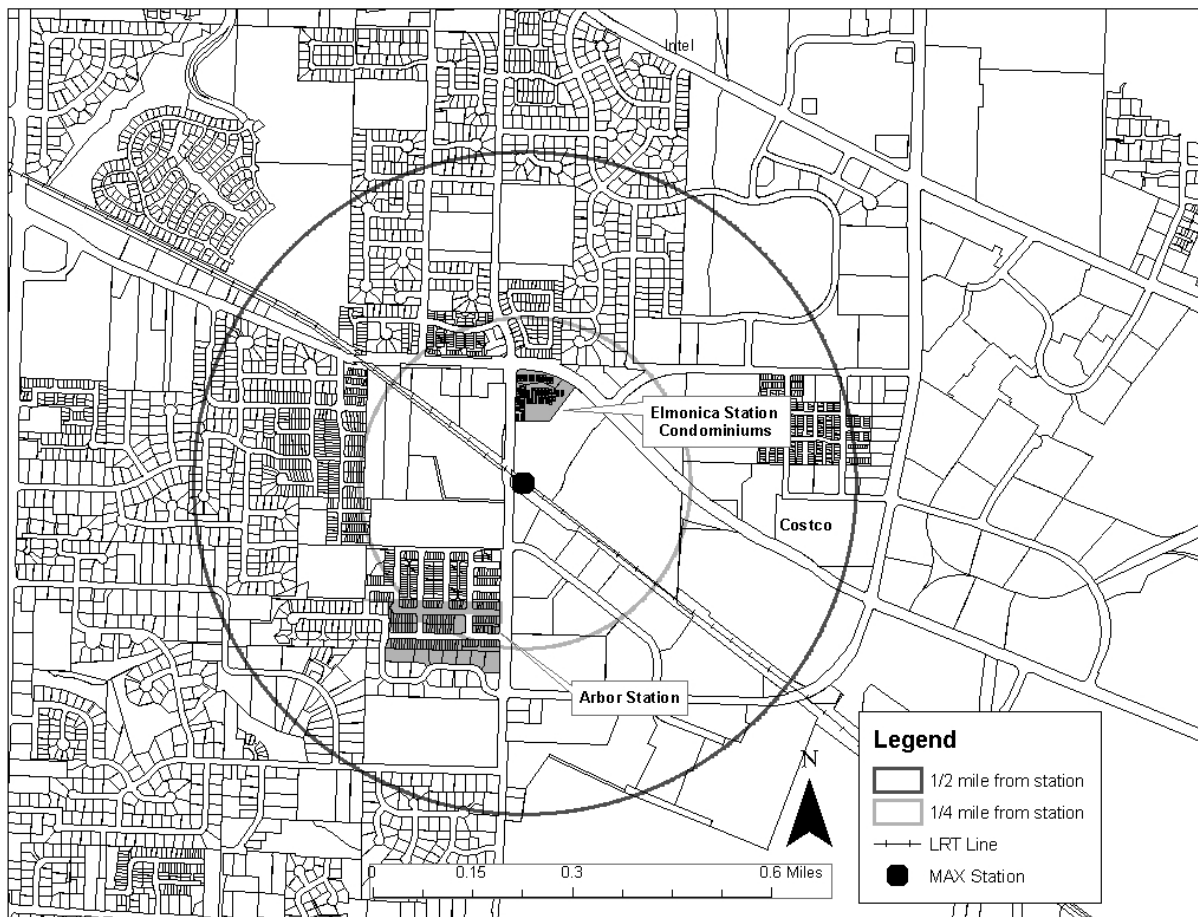 Intel
Elmonica Station
Condominiums
Costco
Arbor Station
Legend
1/2 mile from station
1/4 mile from station
LRT Line
MAX Station
N
0 0.15 0.3 0.6 Miles